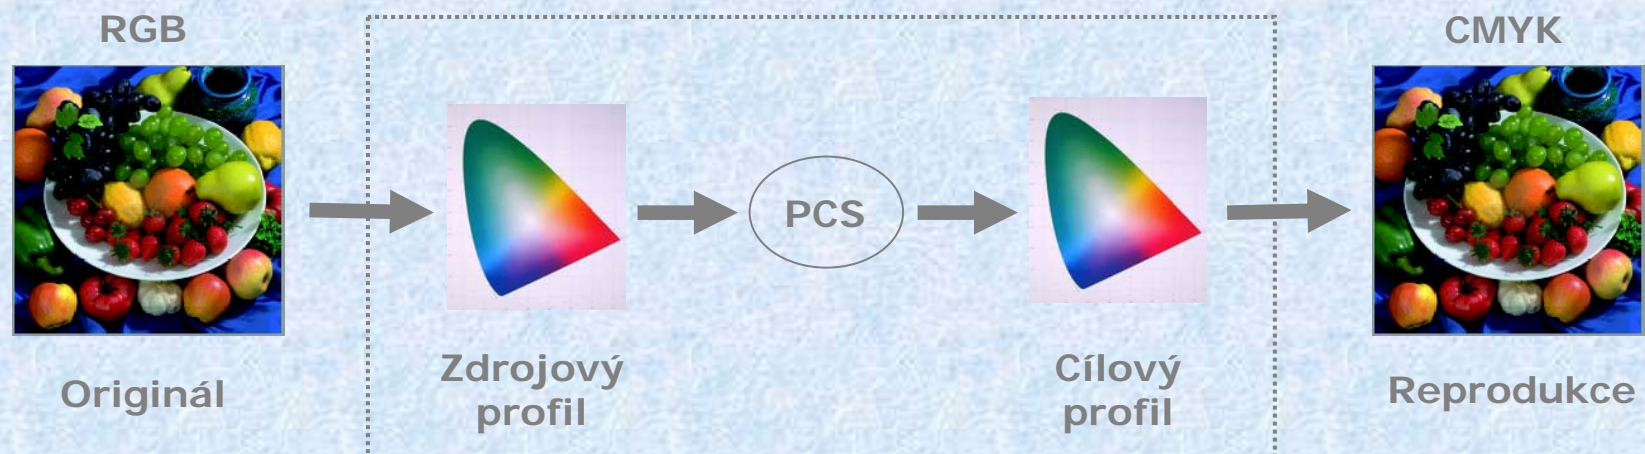 RGB
CMYK
PCS
Originál
Zdrojový
profil
Cílový
profil
Reprodukce